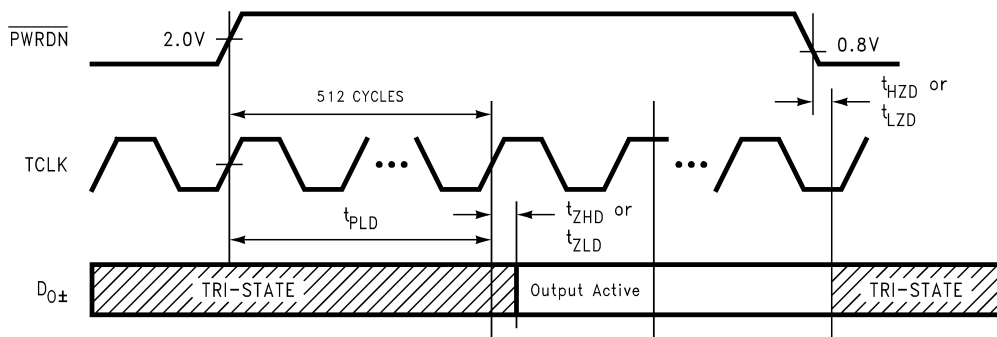 PWRDN
2.0V
0.8V
tHZD or
tLZD
512 CYCLES
TCLK
•••
•••
tPLD
tZHD or
tZLD
DO±
TRI-STATE
Output Active
TRI-STATE